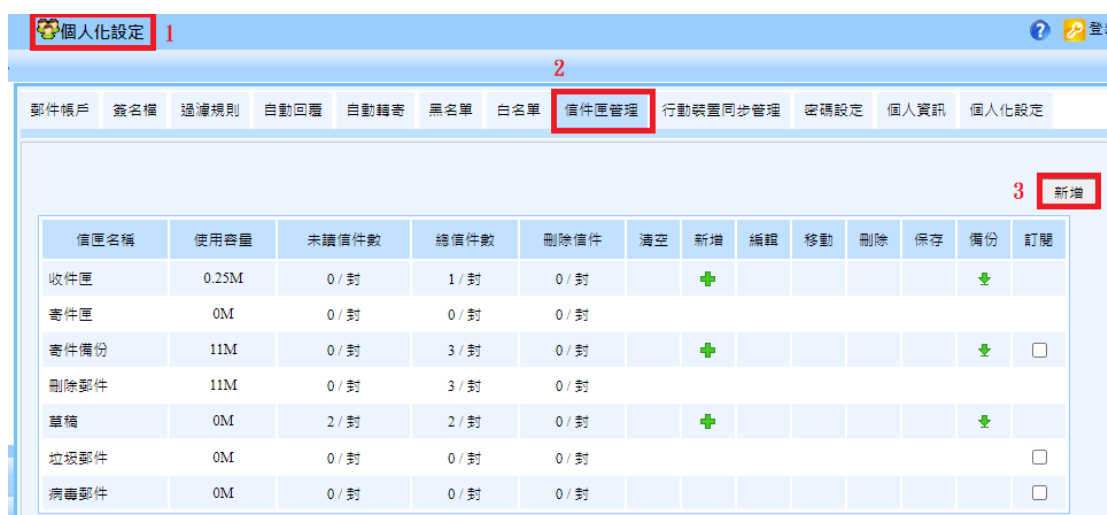 個人化設定 1 登
2
郵件帳戶 簽名檔 過濾規則 自動回覆 自動轉寄 黑名單 白名單 信件匣管理 行動裝置同步管理 密碼設定 個人資訊 個人化設定
3 新增
信匣名稱 使用容量 未讀信件數 總信件數 刪除信件 清空 新增 編輯 移動 刪除 保存 備份 訂閱
收件匣 0.25M 0 / 封 1 / 封 0 / 封
寄件匣 0M 0 / 封 0 / 封 0 / 封
寄件備份 11M 0 / 封 3 / 封 0 / 封
刪除郵件 11M 0 / 封 3 / 封 0 / 封
草稿 0M 2 / 封 2 / 封 0 / 封
垃圾郵件 0M 0 / 封 0 / 封 0 / 封
病毒郵件 0M 0 / 封 0 / 封 0 / 封